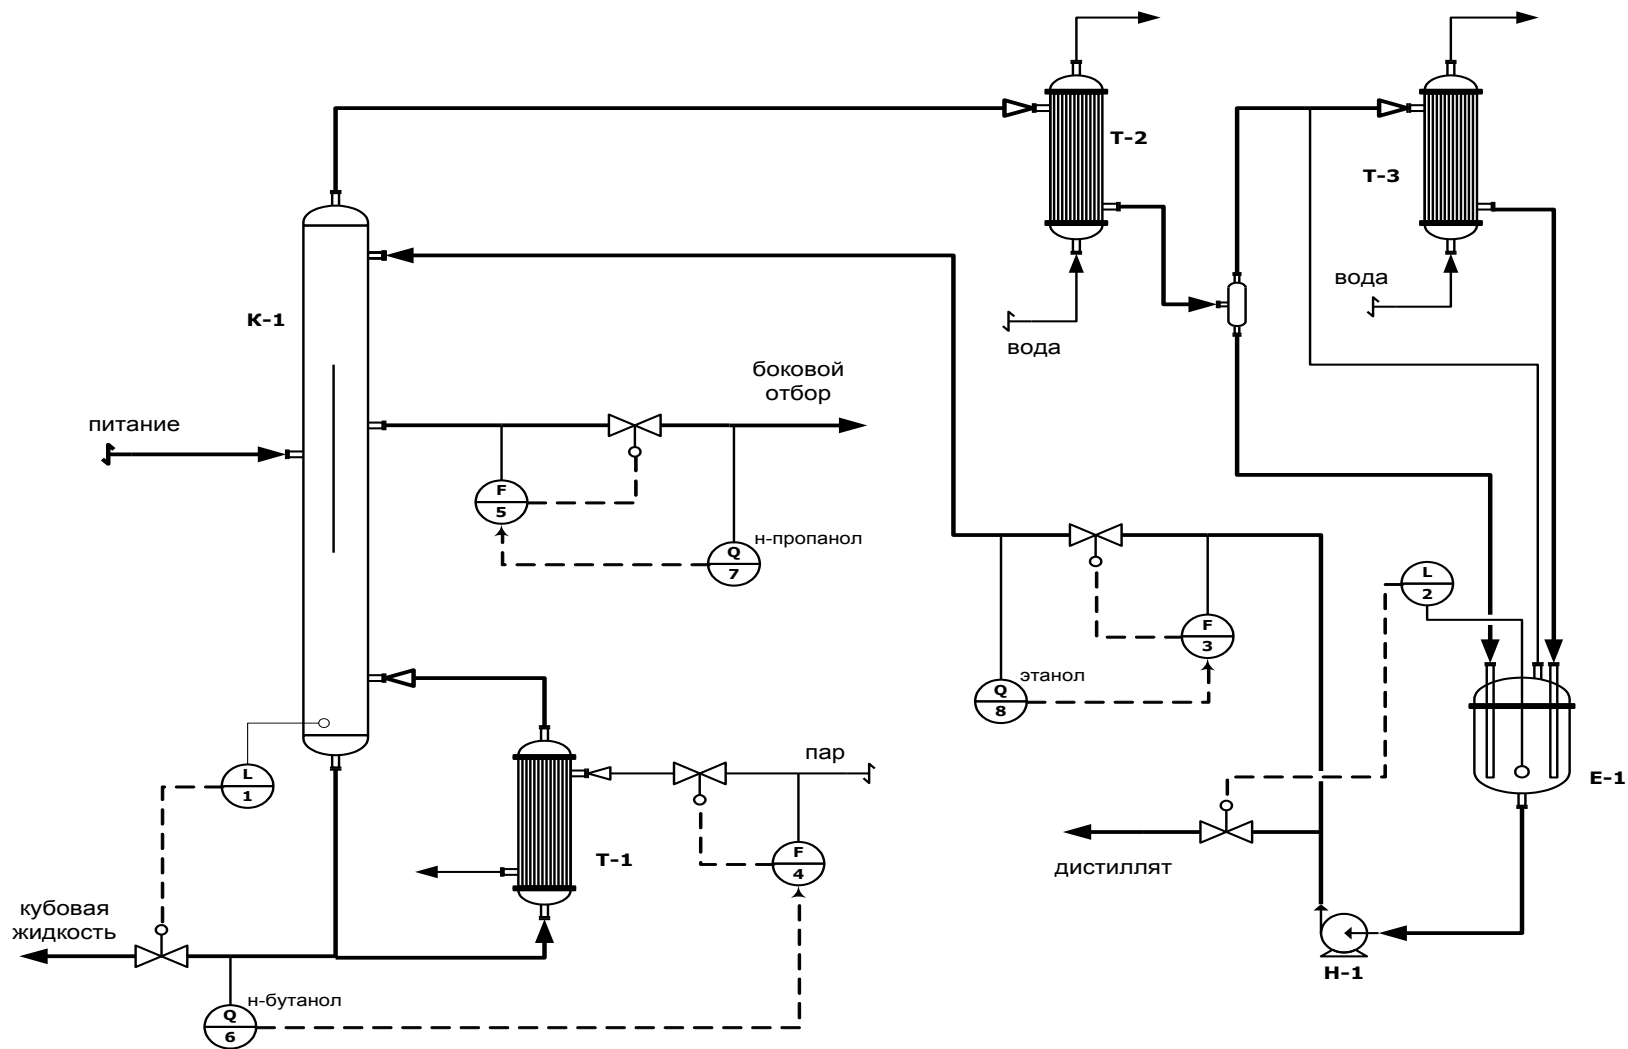 Т-2
Т-3
К-1
вода
вода
боковой
отбор
питание
F
5
Q
7
н-пропанол
L
2
F
3
Q
8
этанол
пар
L
1
Т-1
F
4
Е-1
дистиллят
кубовая
жидкость
Н-1
н-бутанол
Q
6